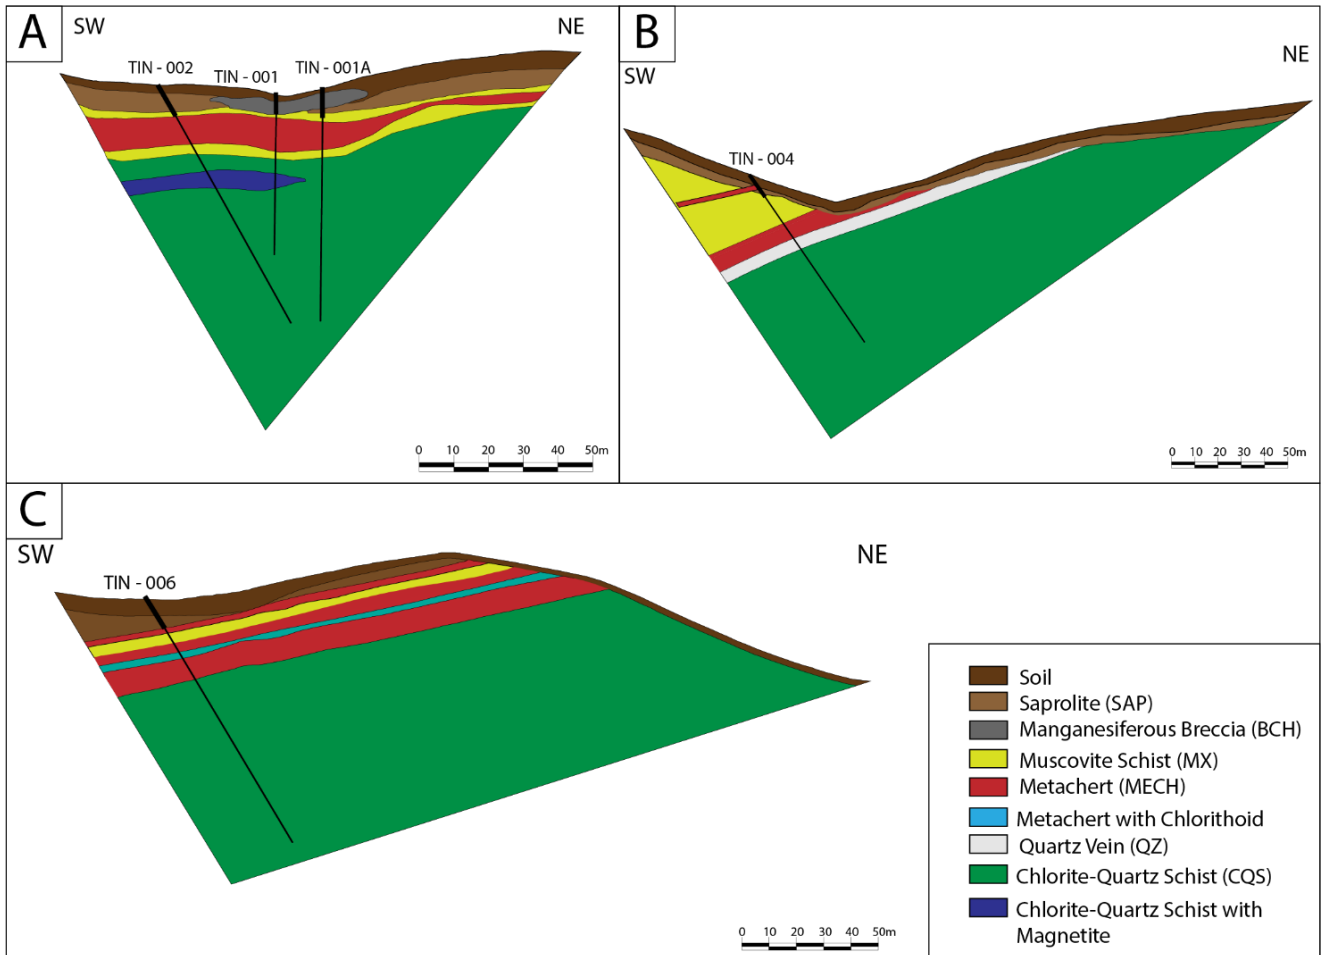 A
SW
NE
TIN - 002
TIN - 001
TIN - 001A
0 10 20 30 40 50m
B
SW
NE
TIN - 004
0 10 20 30 40 50m
C
SW
NE
TIN - 006
0 10 20 30 40 50m
Soil
Saprolite (SAP)
Manganesiferous Breccia (BCH)
Muscovite Schist (MX)
Metachert (MECH)
Metachert with Chlorithoid
Quartz Vein (QZ)
Chlorite-Quartz Schist (CQS)
Chlorite-Quartz Schist with
Magnetite